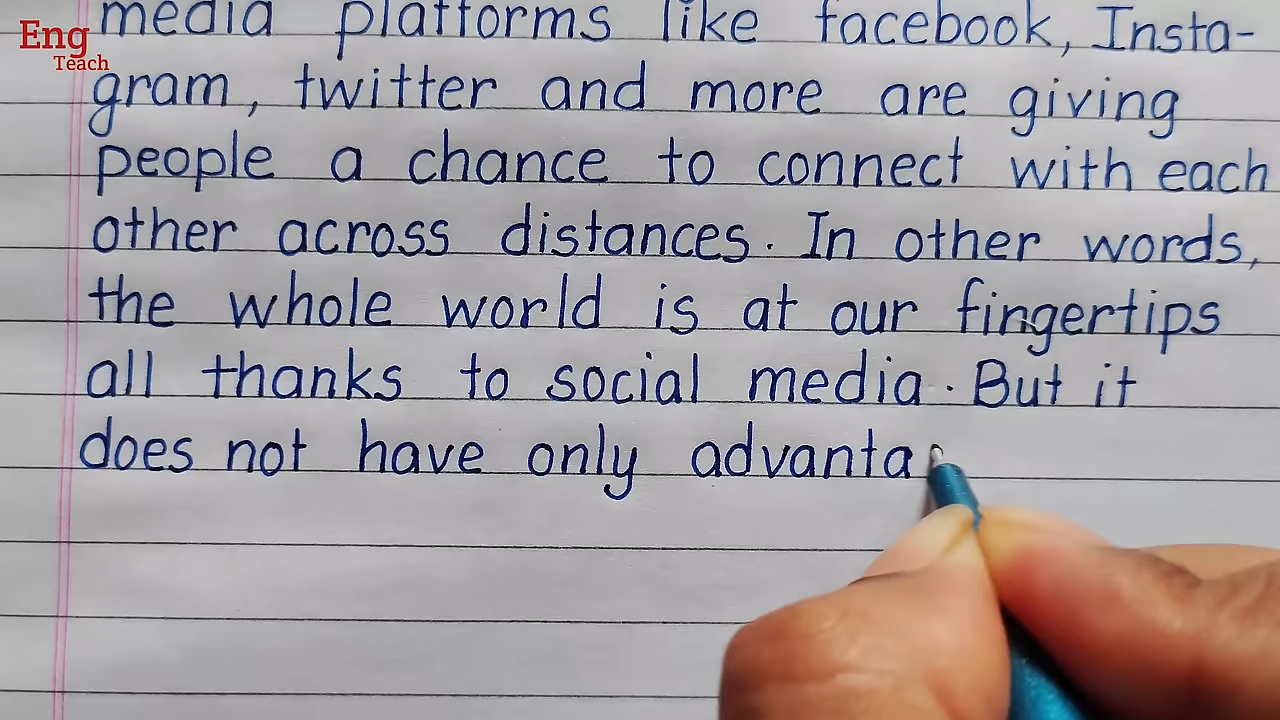 Eng
Teach
media platforms like facebook, Insta-
gram, twitter and more are giving
people a chance to connect with each
other across distances. In other words,
the whole world is at our fingertips
all thanks to social media. But it
does not have only advanta